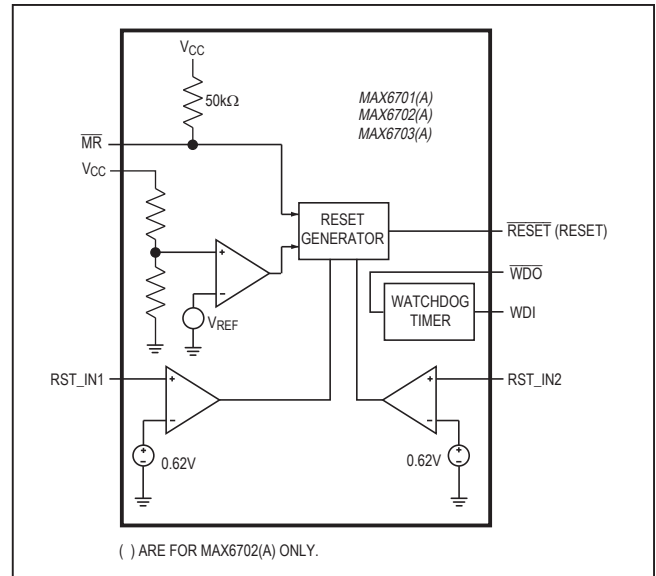 VCC
50kΩ
MAX6701(A)
MAX6702(A)
MAX6703(A)
MR
VCC
RESET
GENERATOR
RESET (RESET)
+
−
VREF
WDO
WATCHDOG
TIMER
WDI
RST_IN1
+
−
+
−
0.62V
RST_IN2
+
−
+
−
0.62V
( ) ARE FOR MAX6702(A) ONLY.